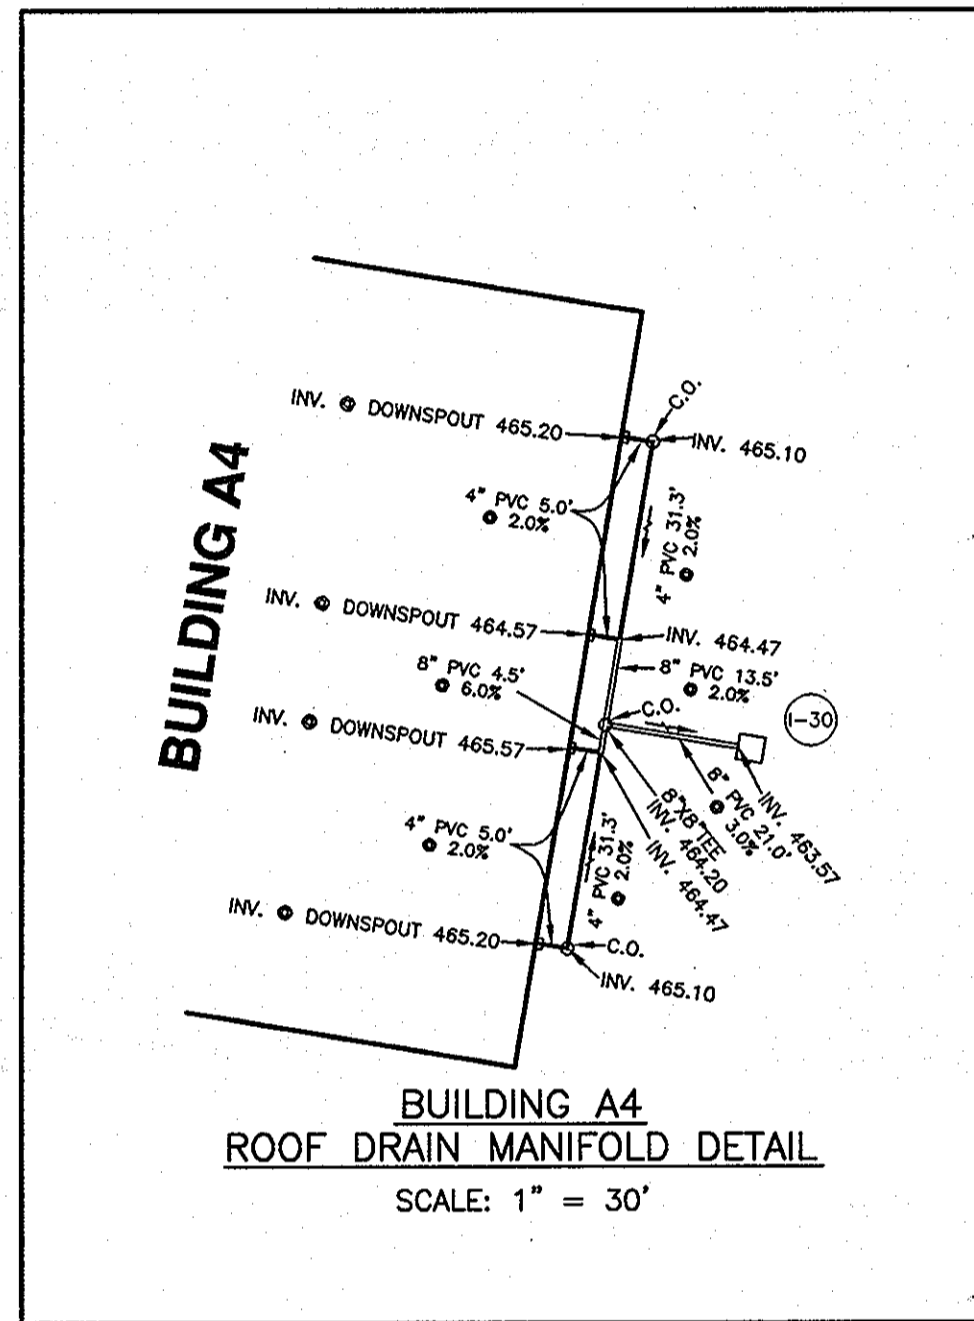 BUILDING A4
C.O.
INV. @ DOWNSPOUT 465.20
INV. 465.10
4" PVC 5.0'
@ 2.0%
4" PVC 31.3'
@ 2.0%
INV. @ DOWNSPOUT 464.57
INV. 464.47
8" PVC 4.5'
@ 6.0%
8" PVC 13.5'
@ 2.0%
C.O.
I-30
INV. @ DOWNSPOUT 465.57
8" PVC 21.0'
@ 3.0%
INV. 463.57
8"X8"TEE
INV. 464.20
INV. 464.47
4" PVC 5.0'
@ 2.0%
4" PVC 31.3'
@ 2.0%
INV. @ DOWNSPOUT 465.20
C.O.
INV. 465.10
BUILDING A4
ROOF DRAIN MANIFOLD DETAIL
SCALE: 1" = 30'